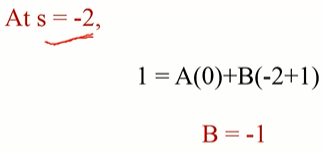 At s = -2,
1 = A(0)+B(-2+1)
B = -1